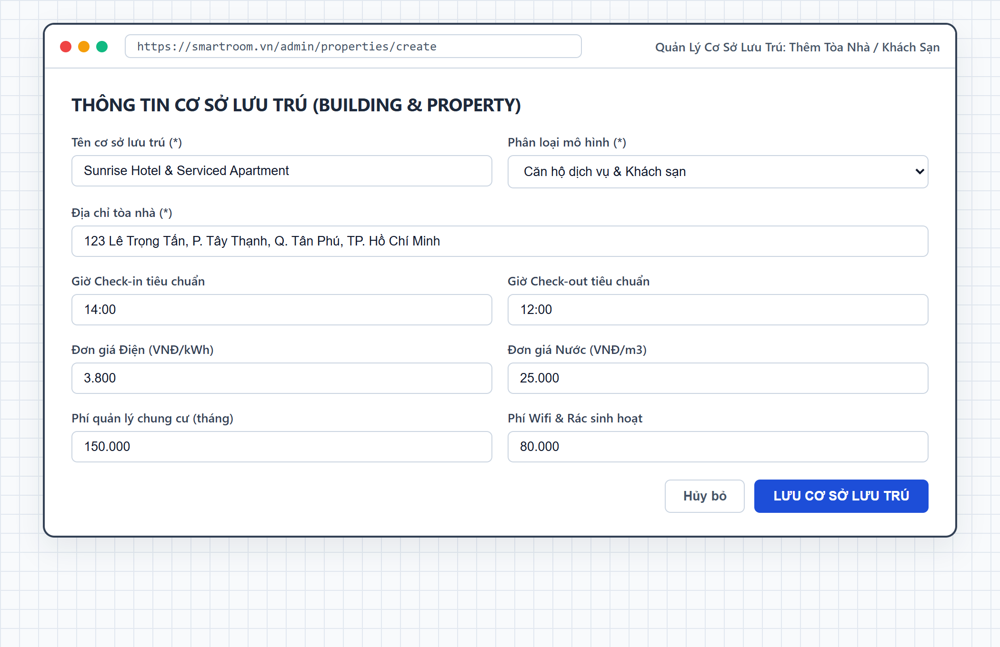 https://smartroom.vn/admin/properties/create
Quản Lý Cơ Sở Lưu Trú: Thêm Tòa Nhà / Khách Sạn
THÔNG TIN CƠ SỞ LƯU TRÚ (BUILDING & PROPERTY)
Tên cơ sở lưu trú (*)
Phân loại mô hình (*)
Sunrise Hotel & Serviced Apartment
Căn hộ dịch vụ & Khách sạn
Địa chỉ tòa nhà (*)
123 Lê Trọng Tấn, P. Tây Thạnh, Q. Tân Phú, TP. Hồ Chí Minh
Giờ Check-in tiêu chuẩn
Giờ Check-out tiêu chuẩn
14:00
12:00
Đơn giá Điện (VNĐ/kWh)
Đơn giá Nước (VNĐ/m3)
3.800
25.000
Phí quản lý chung cư (tháng)
Phí Wifi & Rác sinh hoạt
150.000
80.000
Hủy bỏ
LƯU CƠ SỞ LƯU TRÚ